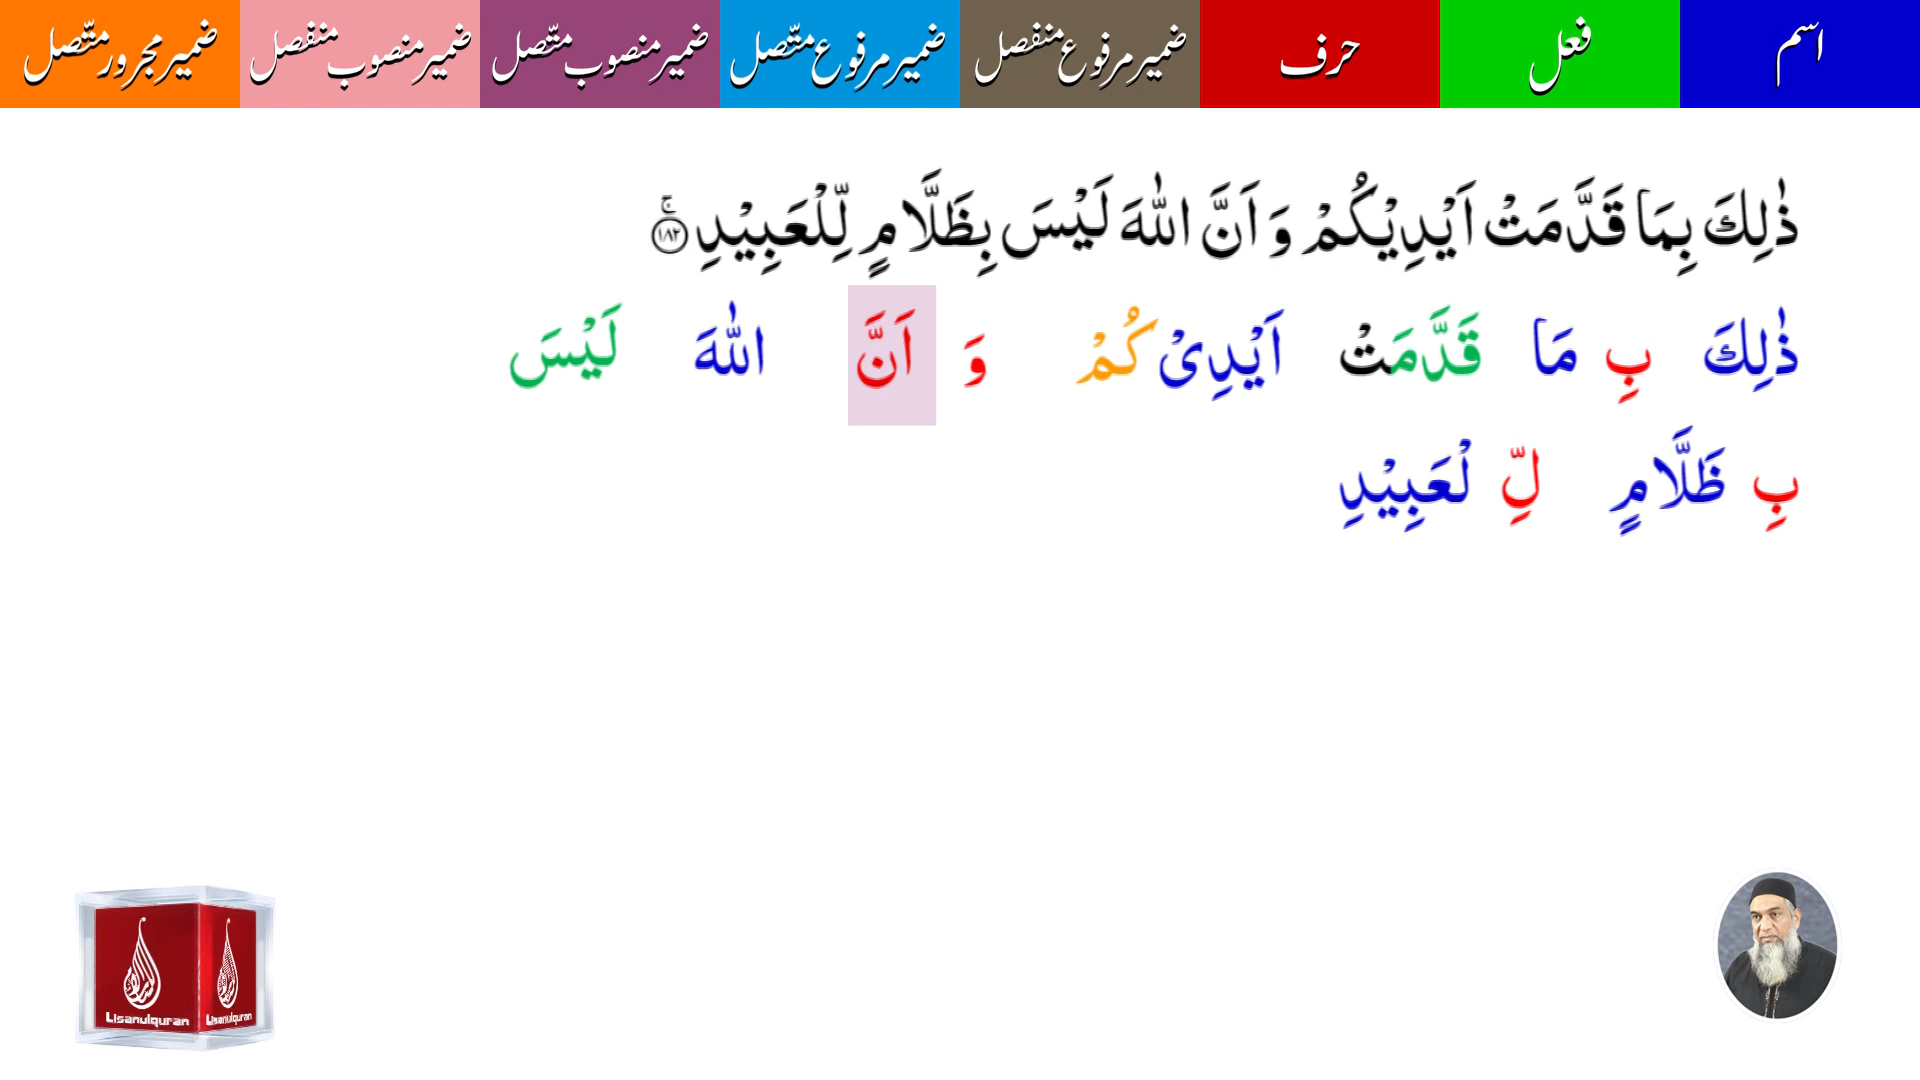 اسم فعل حرف ضمیر مرفوع منفصل ضمیر مرفوع متّصل ضمیر منصوب متّصل ضمیر منصوب منفصل ضمیر مجرور متّصل
ذٰلِكَ بِمَا قَدَّمَتْ اَيْدِيْكُمْ وَ اَنَّ اللّٰهَ لَيْسَ بِظَلَّامٍ لِّلْعَبِيْدِ ۚ۝۱۸۲
ذٰلِكَ بِ مَا قَدَّمَتْ اَيْدِیْكُمْ وَ اَنَّ اللّٰهَ لَيْسَ
بِ ظَلَّامٍ لِّ لْعَبِيْدِ
Lisanulquran Lisanulquran